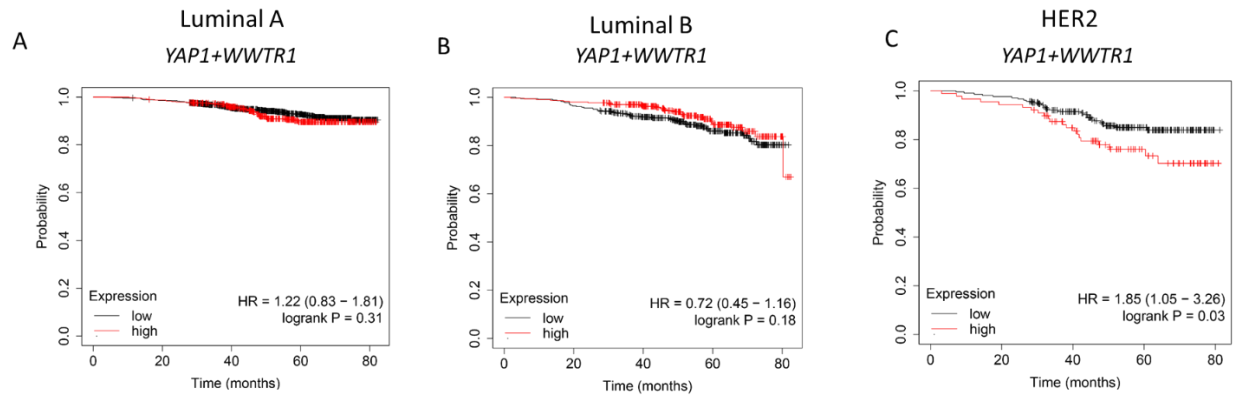 A
Luminal A
YAP1+WWTR1
Probability
1.0
0.8
0.6
0.4
0.2
0.0
Expression
low
high
HR = 1.22 (0.83 − 1.81)
logrank P = 0.31
0 20 40 60 80
Time (months)
B
Luminal B
YAP1+WWTR1
Probability
1.0
0.8
0.6
0.4
0.2
0.0
Expression
low
high
HR = 0.72 (0.45 − 1.16)
logrank P = 0.18
0 20 40 60 80
Time (months)
C
HER2
YAP1+WWTR1
Probability
1.0
0.8
0.6
0.4
0.2
0.0
Expression
low
high
HR = 1.85 (1.05 − 3.26)
logrank P = 0.03
0 20 40 60 80
Time (months)